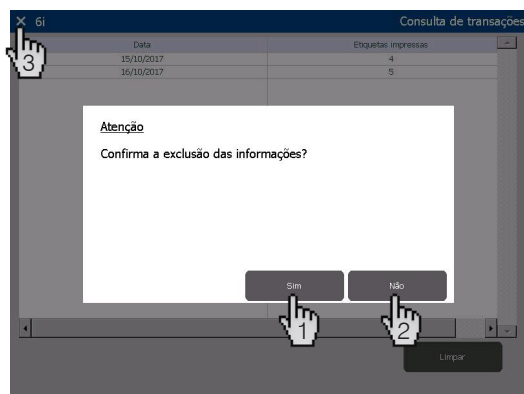 6i Consulta de transações
Data Etiquetas impressas
15/10/2017 4
16/10/2017 5
Atenção
Confirma a exclusão das informações?
Sim Não
1 2
3
Limpar